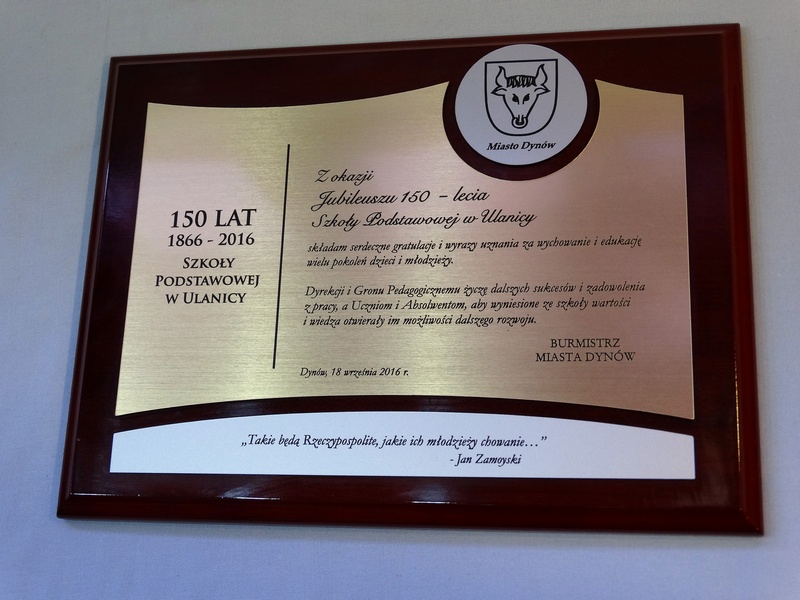 Miasto Dynów
150 LAT
1866 - 2016
SZKOŁY
PODSTAWOWEJ
W ULANICY
Z okazji
Jubileuszu 150 – lecia
Szkoły Podstawowej w Ulanicy
składam serdeczne gratulacje i wyrazy uznania za wychowanie i edukację
wielu pokoleń dzieci i młodzieży.
Dyrekcji i Gronu Pedagogicznemu życzę dalszych sukcesów i zadowolenia
z pracy, a Uczniom i Absolwentom, aby wyniesione ze szkoły wartości
i wiedza otwierały im możliwości dalszego rozwoju.
BURMISTRZ
MIASTA DYNÓW
Dynów, 18 września 2016 r.
„Takie będą Rzeczypospolite, jakie ich młodzieży chowanie…”
- Jan Zamoyski